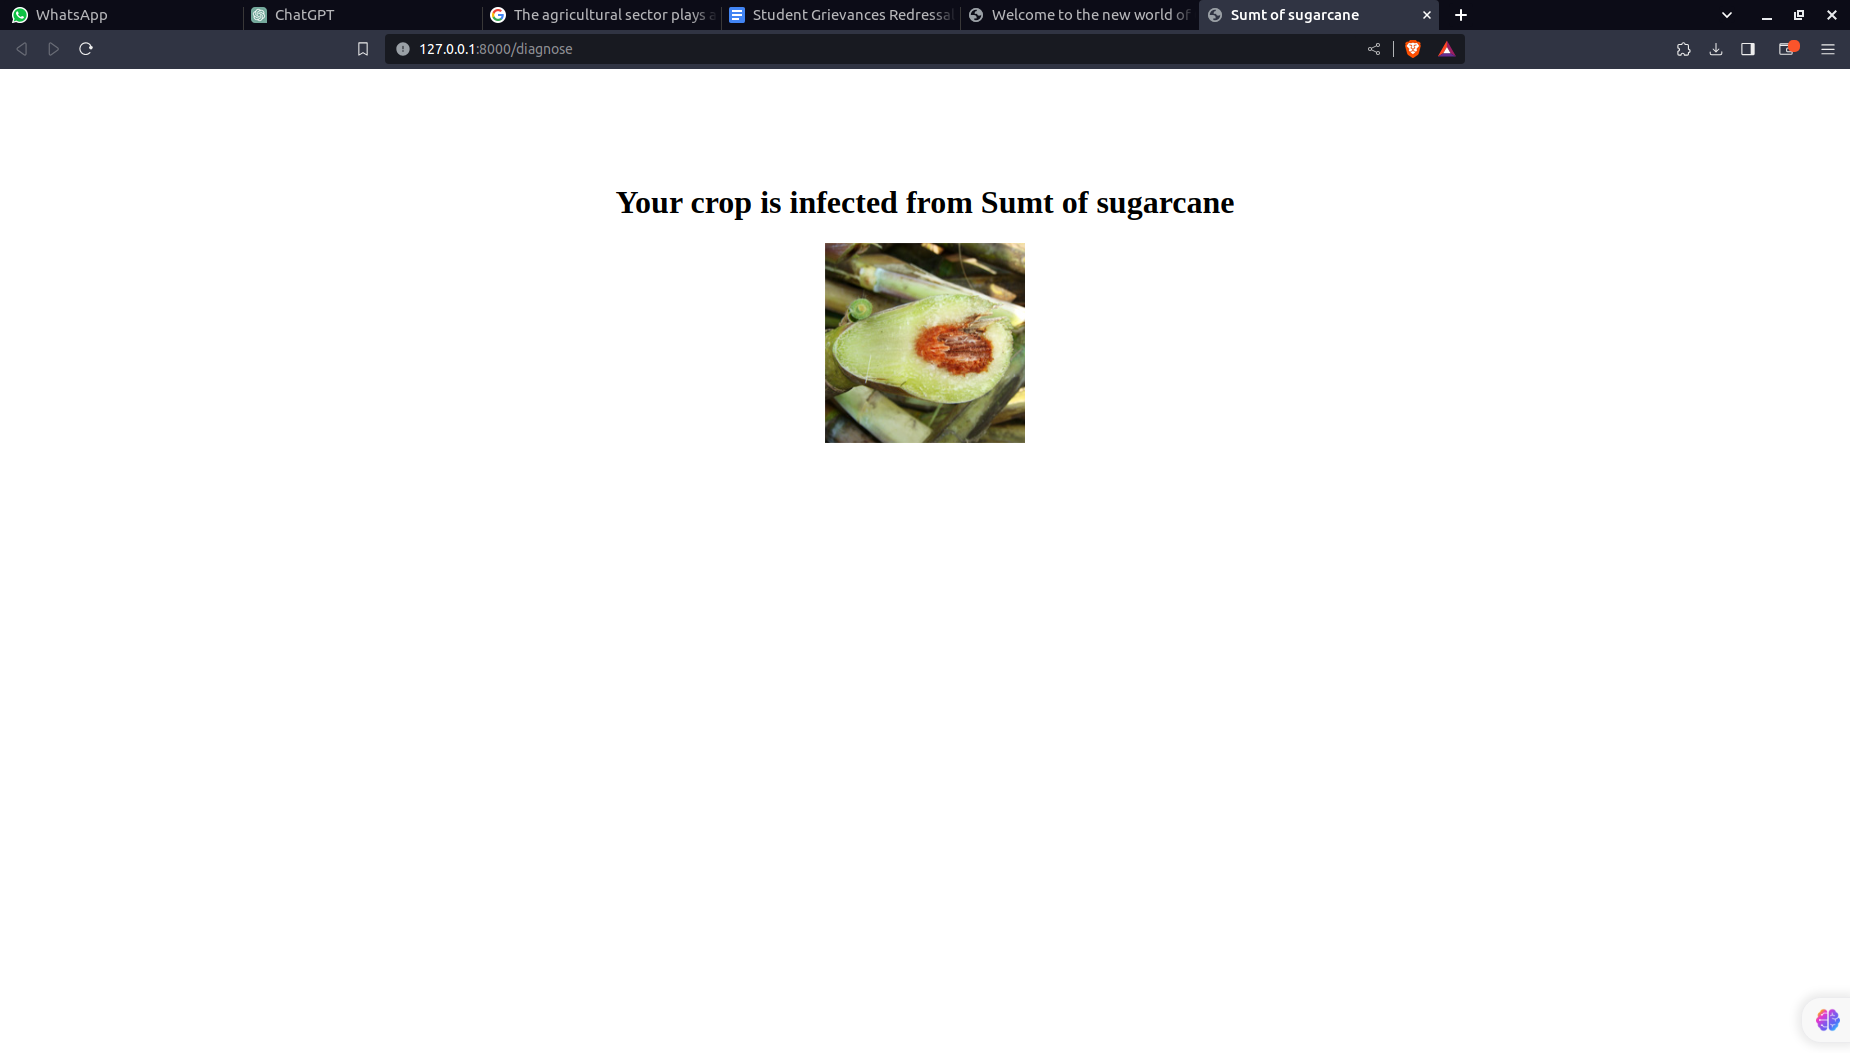 WhatsApp
ChatGPT
The agricultural sector plays a
Student Grievances Redressal
Welcome to the new world of
Sumt of sugarcane
127.0.0.1:8000/diagnose
Your crop is infected from Sumt of sugarcane